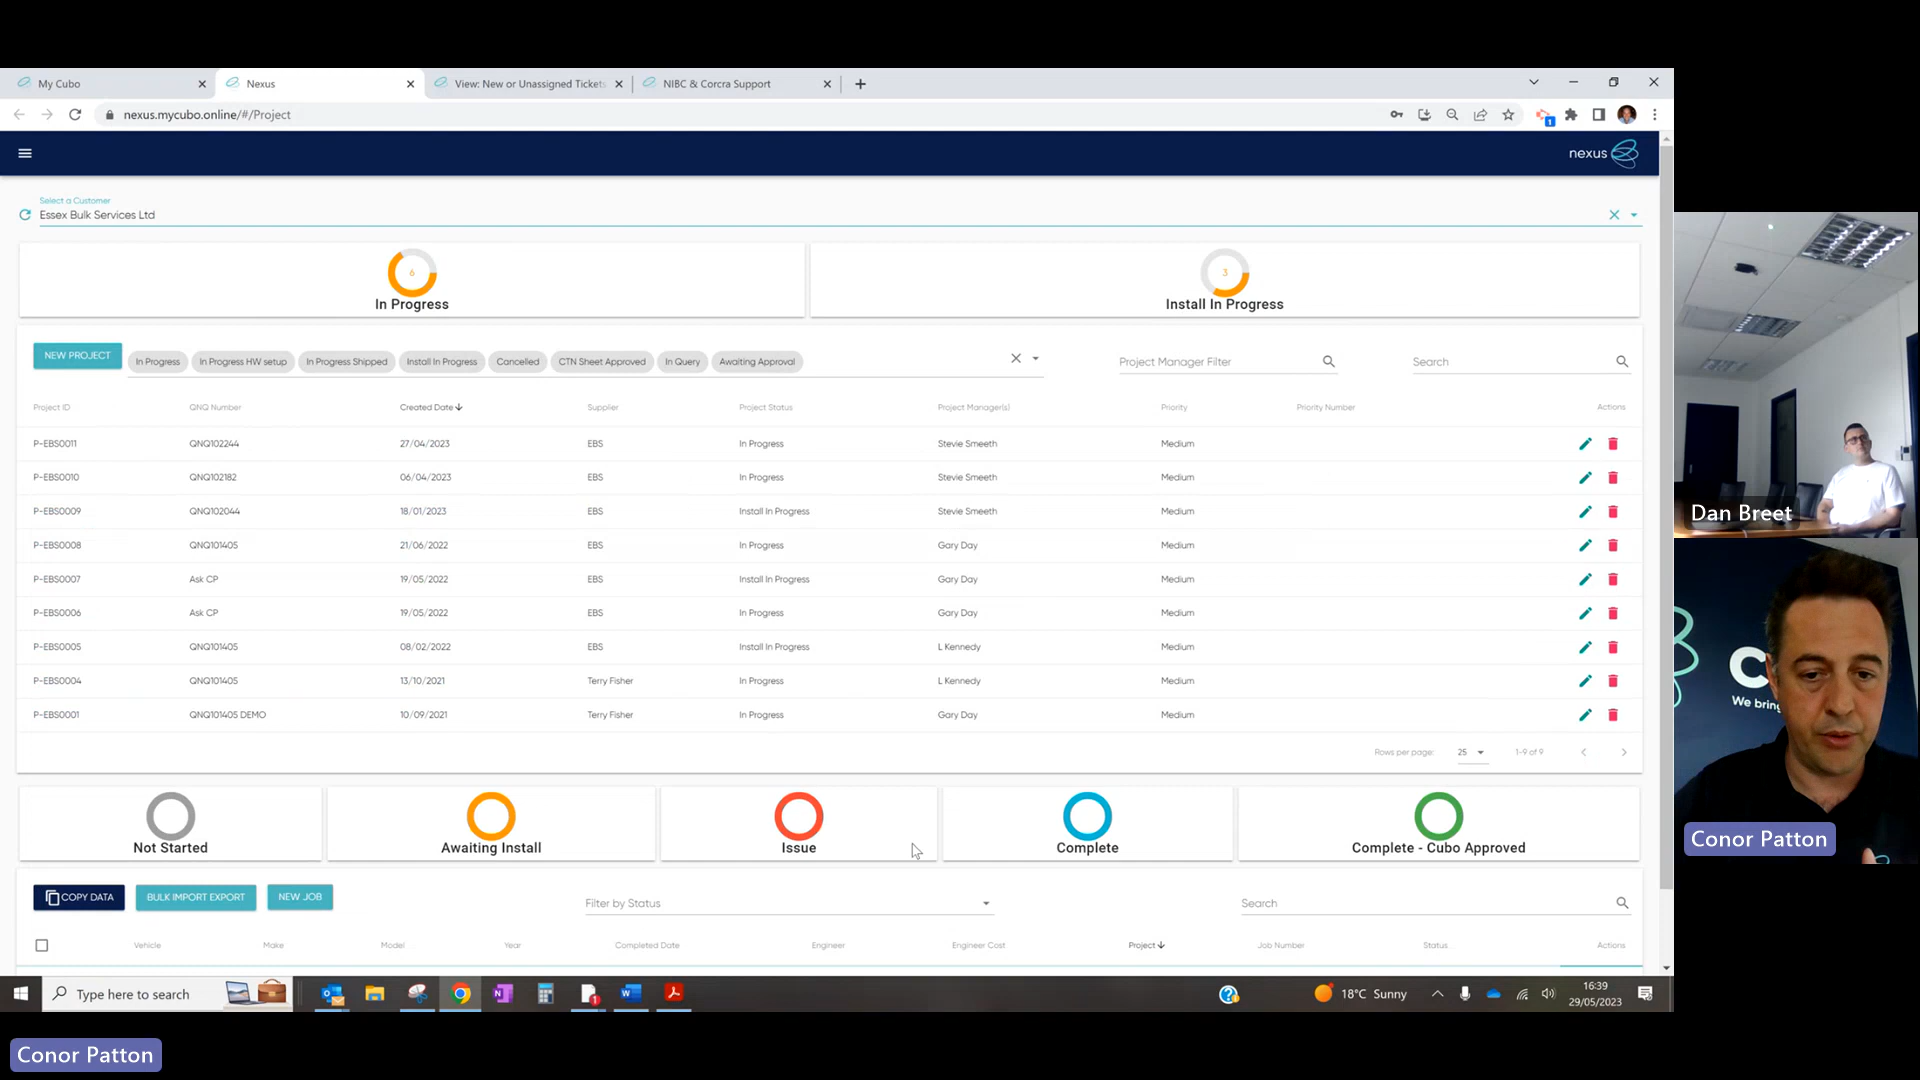 My Cubo
Nexus
View: New or Unassigned Tickets
NIBC & Corcra Support
nexus.mycubo.online/#/Project
1
nexus
Select a Customer
Essex Bulk Services Ltd
6
In Progress
3
Install In Progress
NEW PROJECT
In Progress
In Progress HW setup
In Progress Shipped
Install In Progress
Cancelled
CTN Sheet Approved
In Query
Awaiting Approval
Project Manager Filter
Search
Project ID QNQ Number Created Date Supplier Project Status Project Manager(s) Priority Priority Number Actions
P-EBS0011 QNQ102244 27/04/2023 EBS In Progress Stevie Smeeth Medium
P-EBS0010 QNQ102182 06/04/2023 EBS In Progress Stevie Smeeth Medium
P-EBS0009 QNQ102044 18/01/2023 EBS Install In Progress Stevie Smeeth Medium
P-EBS0008 QNQ101405 21/06/2022 EBS In Progress Gary Day Medium
P-EBS0007 Ask CP 19/05/2022 EBS Install In Progress Gary Day Medium
P-EBS0006 Ask CP 19/05/2022 EBS In Progress Gary Day Medium
P-EBS0005 QNQ101405 08/02/2022 EBS Install In Progress L Kennedy Medium
P-EBS0004 QNQ101405 13/10/2021 Terry Fisher In Progress L Kennedy Medium
P-EBS0001 QNQ101405 DEMO 10/09/2021 Terry Fisher In Progress Gary Day Medium
Rows per page: 25 1-9 of 9
Not Started
Awaiting Install
Issue
Complete
Complete - Cubo Approved
COPY DATA
BULK IMPORT EXPORT
NEW JOB
Filter by Status
Search
Vehicle Make Model Year Completed Date Engineer Engineer Cost Project Job Number Status Actions
Type here to search
18°C Sunny
16:39
29/05/2023
Dan Breet
We bring
Conor Patton
Conor Patton